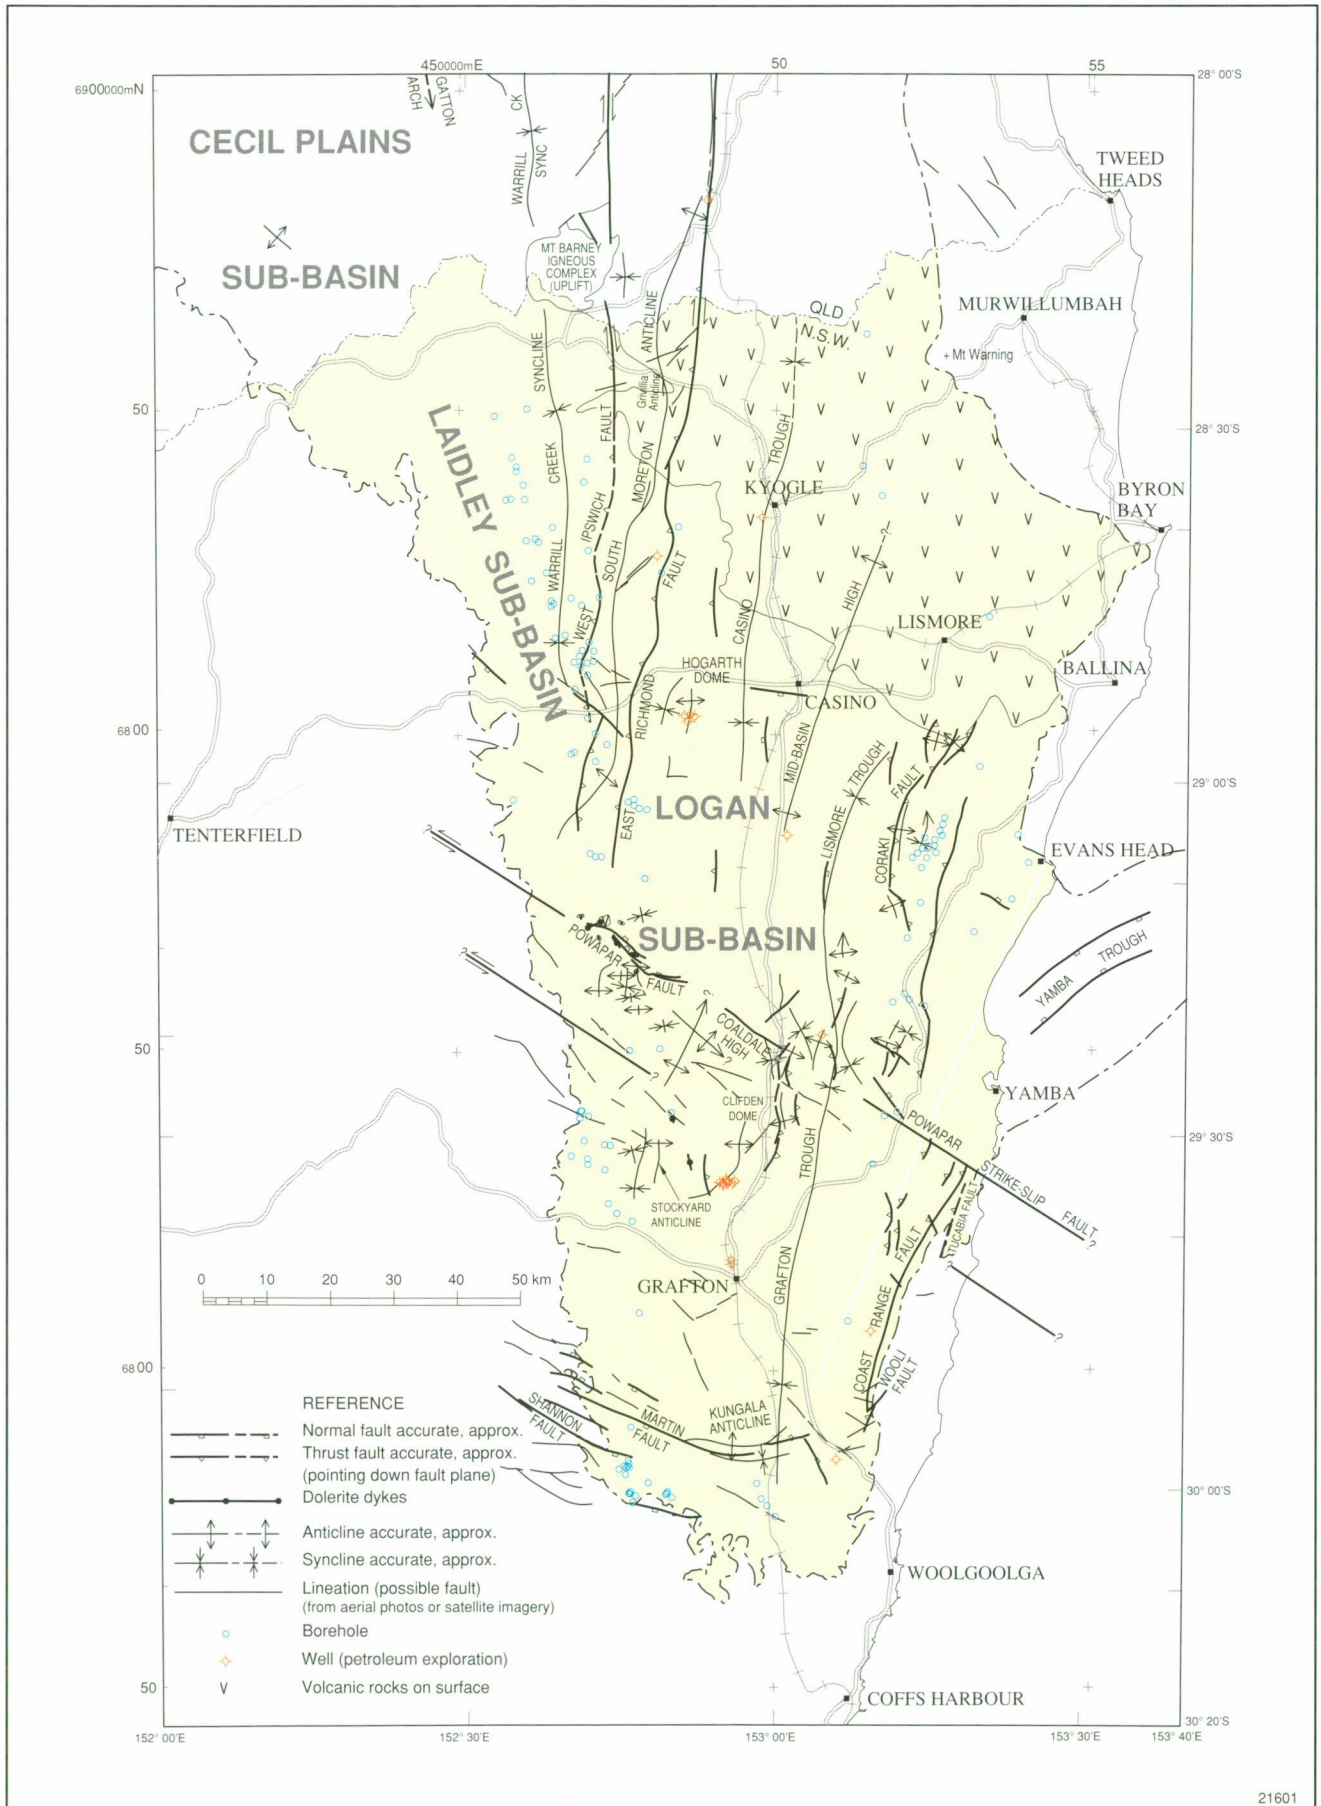 450000mE
50
55
6900000mN
28° 00'S
ARCH
GATTON
WARRILL CK
SYNC
CECIL PLAINS
SUB-BASIN
TWEED
HEADS
MT BARNEY
IGNEOUS
COMPLEX
(UPLIFT)
QLD
N.S.W.
MURWILLUMBAH
+ Mt Warning
50
28° 30'S
LAIDLEY SUB-BASIN
WARRILL CREEK SYNCLINE
WEST IPSWICH FAULT
SOUTH MORETON ANTICLINE
Grivillia
Anticline
EAST RICHMOND FAULT
CASINO TROUGH
KYOGLE
BYRON
BAY
MID-BASIN HIGH ?
LISMORE
HOGARTH
DOME
CASINO
BALLINA
6800
29° 00'S
LOGAN
SUB-BASIN
TENTERFIELD
LISMORE TROUGH
CORAKI FAULT
EVANS HEAD
?
?
POWAPAR
FAULT
YAMBA TROUGH
?
COALDALE
HIGH
?
?
50
YAMBA
CLIFDEN
DOME
29° 30'S
POWAPAR STRIKE-SLIP FAULT
?
STOCKYARD
ANTICLINE
GRAFTON TROUGH
TUCABIA FAULT
?
?
0 10 20 30 40 50 km
GRAFTON
COAST RANGE FAULT
WOOLI
FAULT
6800
SHANNON
FAULT
MARTIN
FAULT
KUNGALA
ANTICLINE
30° 00'S
REFERENCE
Normal fault accurate, approx.
Thrust fault accurate, approx.
(pointing down fault plane)
Dolerite dykes
Anticline accurate, approx.
Syncline accurate, approx.
Lineation (possible fault)
(from aerial photos or satellite imagery)
Borehole
Well (petroleum exploration)
V Volcanic rocks on surface
WOOLGOOLGA
50
COFFS HARBOUR
30° 20'S
152° 00'E
152° 30'E
153° 00'E
153° 30'E
153° 40'E
21601